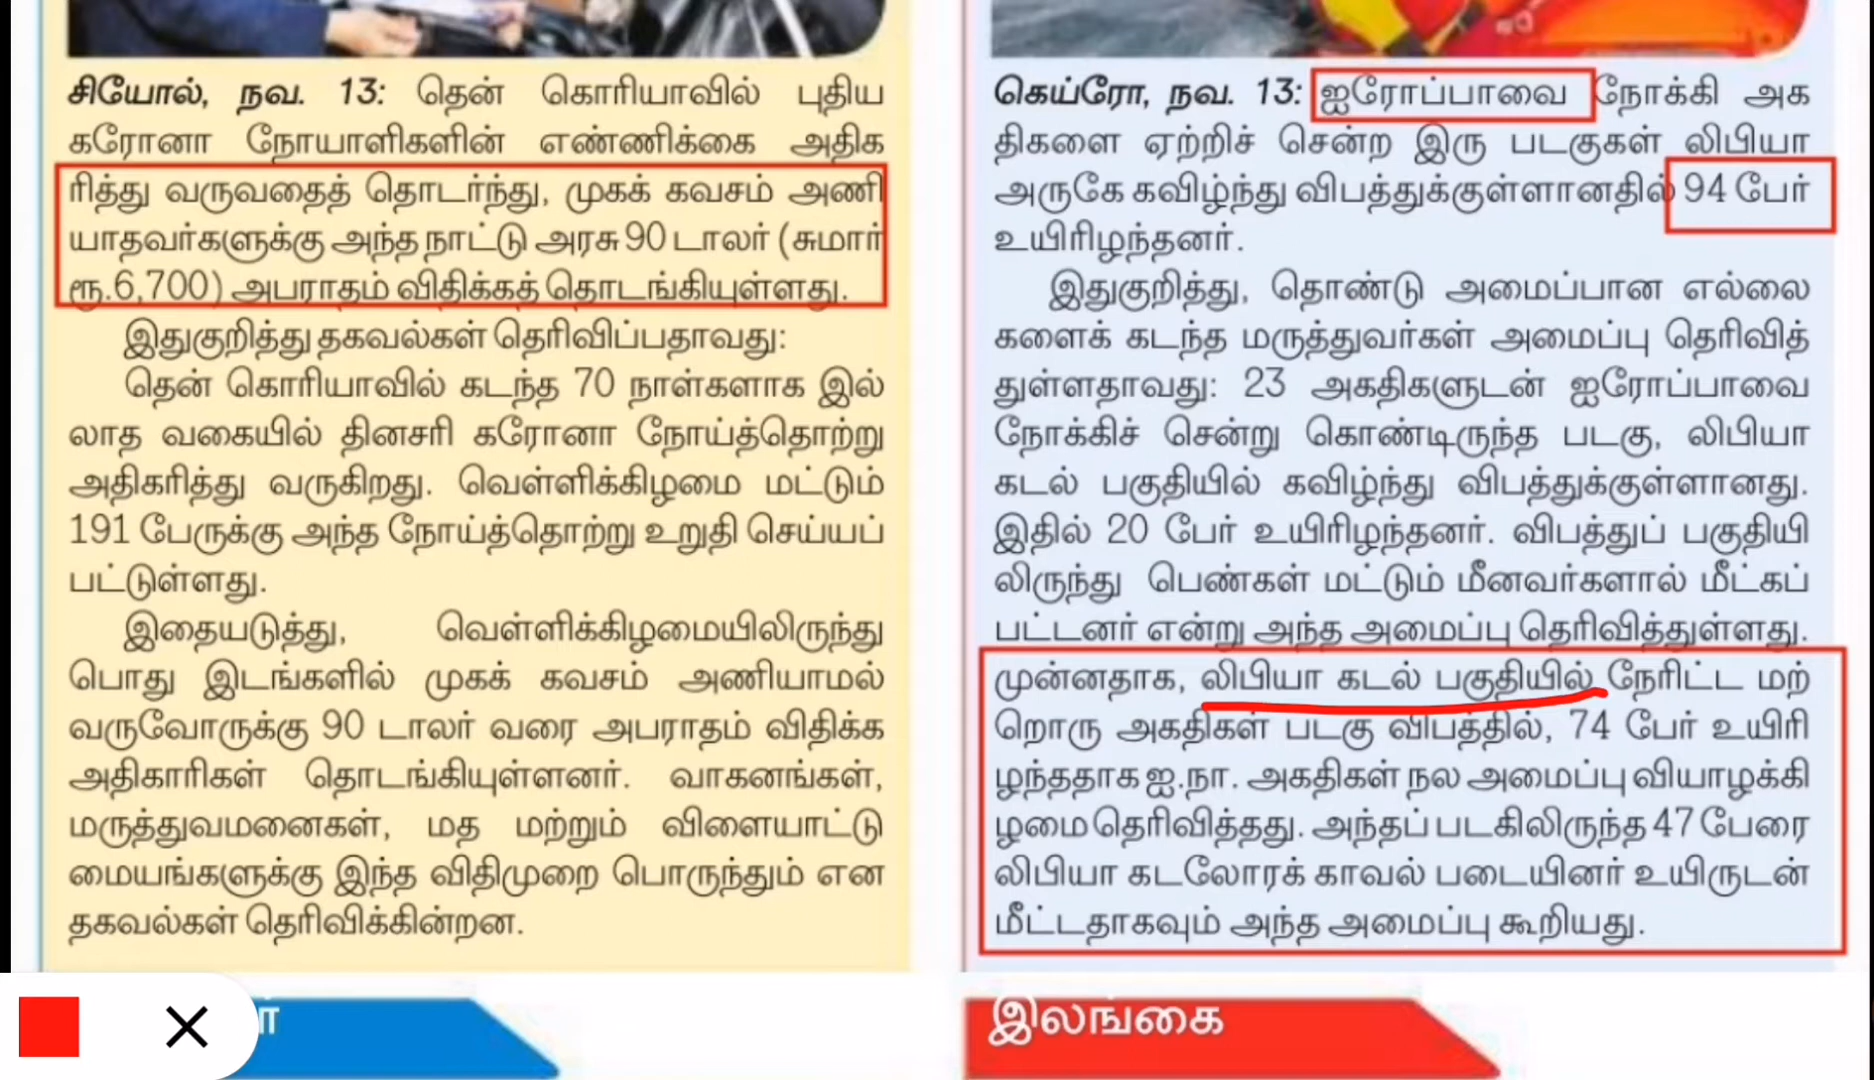 சியோல், நவ. 13: தென் கொரியாவில் புதிய
கரோனா நோயாளிகளின் எண்ணிக்கை அதிக
ரித்து வருவதைத் தொடர்ந்து, முகக் கவசம் அணி
யாதவர்களுக்கு அந்த நாட்டு அரசு 90 டாலர் (சுமார்
ரூ.6,700) அபராதம் விதிக்கத் தொடங்கியுள்ளது.
இதுகுறித்து தகவல்கள் தெரிவிப்பதாவது:
தென் கொரியாவில் கடந்த 70 நாள்களாக இல்
லாத வகையில் தினசரி கரோனா நோய்த்தொற்று
அதிகரித்து வருகிறது. வெள்ளிக்கிழமை மட்டும்
191 பேருக்கு அந்த நோய்த்தொற்று உறுதி செய்யப்
பட்டுள்ளது.
இதையடுத்து, வெள்ளிக்கிழமையிலிருந்து
பொது இடங்களில் முகக் கவசம் அணியாமல்
வருவோருக்கு 90 டாலர் வரை அபராதம் விதிக்க
அதிகாரிகள் தொடங்கியுள்ளனர். வாகனங்கள்,
மருத்துவமனைகள், மத மற்றும் விளையாட்டு
மையங்களுக்கு இந்த விதிமுறை பொருந்தும் என
தகவல்கள் தெரிவிக்கின்றன.
கெய்ரோ, நவ. 13: ஐரோப்பாவை நோக்கி அக
திகளை ஏற்றிச் சென்ற இரு படகுகள் லிபியா
அருகே கவிழ்ந்து விபத்துக்குள்ளானதில் 94 பேர்
உயிரிழந்தனர்.
இதுகுறித்து, தொண்டு அமைப்பான எல்லை
களைக் கடந்த மருத்துவர்கள் அமைப்பு தெரிவித்
துள்ளதாவது: 23 அகதிகளுடன் ஐரோப்பாவை
நோக்கிச் சென்று கொண்டிருந்த படகு, லிபியா
கடல் பகுதியில் கவிழ்ந்து விபத்துக்குள்ளானது.
இதில் 20 பேர் உயிரிழந்தனர். விபத்துப் பகுதியி
லிருந்து பெண்கள் மட்டும் மீனவர்களால் மீட்கப்
பட்டனர் என்று அந்த அமைப்பு தெரிவித்துள்ளது.
முன்னதாக, லிபியா கடல் பகுதியில் நேரிட்ட மற்
றொரு அகதிகள் படகு விபத்தில், 74 பேர் உயிரி
ழந்ததாக ஐ.நா. அகதிகள் நல அமைப்பு வியாழக்கி
ழமை தெரிவித்தது. அந்தப் படகிலிருந்த 47 பேரை
லிபியா கடலோரக் காவல் படையினர் உயிருடன்
மீட்டதாகவும் அந்த அமைப்பு கூறியது.
இலங்கை